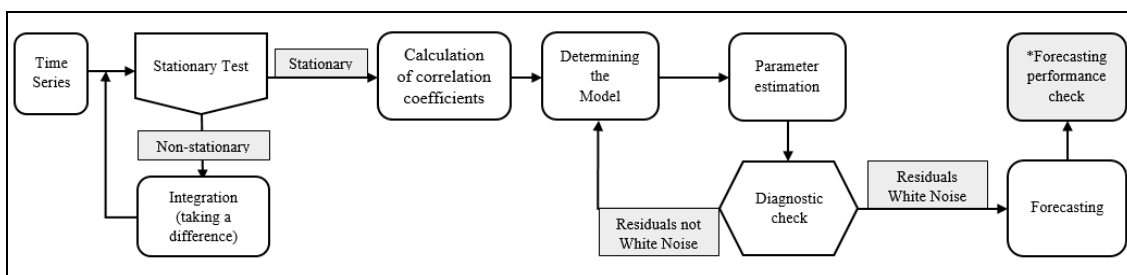 Time
Series
Stationary Test
Stationary
Non-stationary
Integration
(taking a
difference)
Calculation
of correlation
coefficients
Determining
the
Model
Parameter
estimation
Diagnostic
check
Residuals not
White Noise
Residuals
White Noise
Forecasting
*Forecasting
performance
check